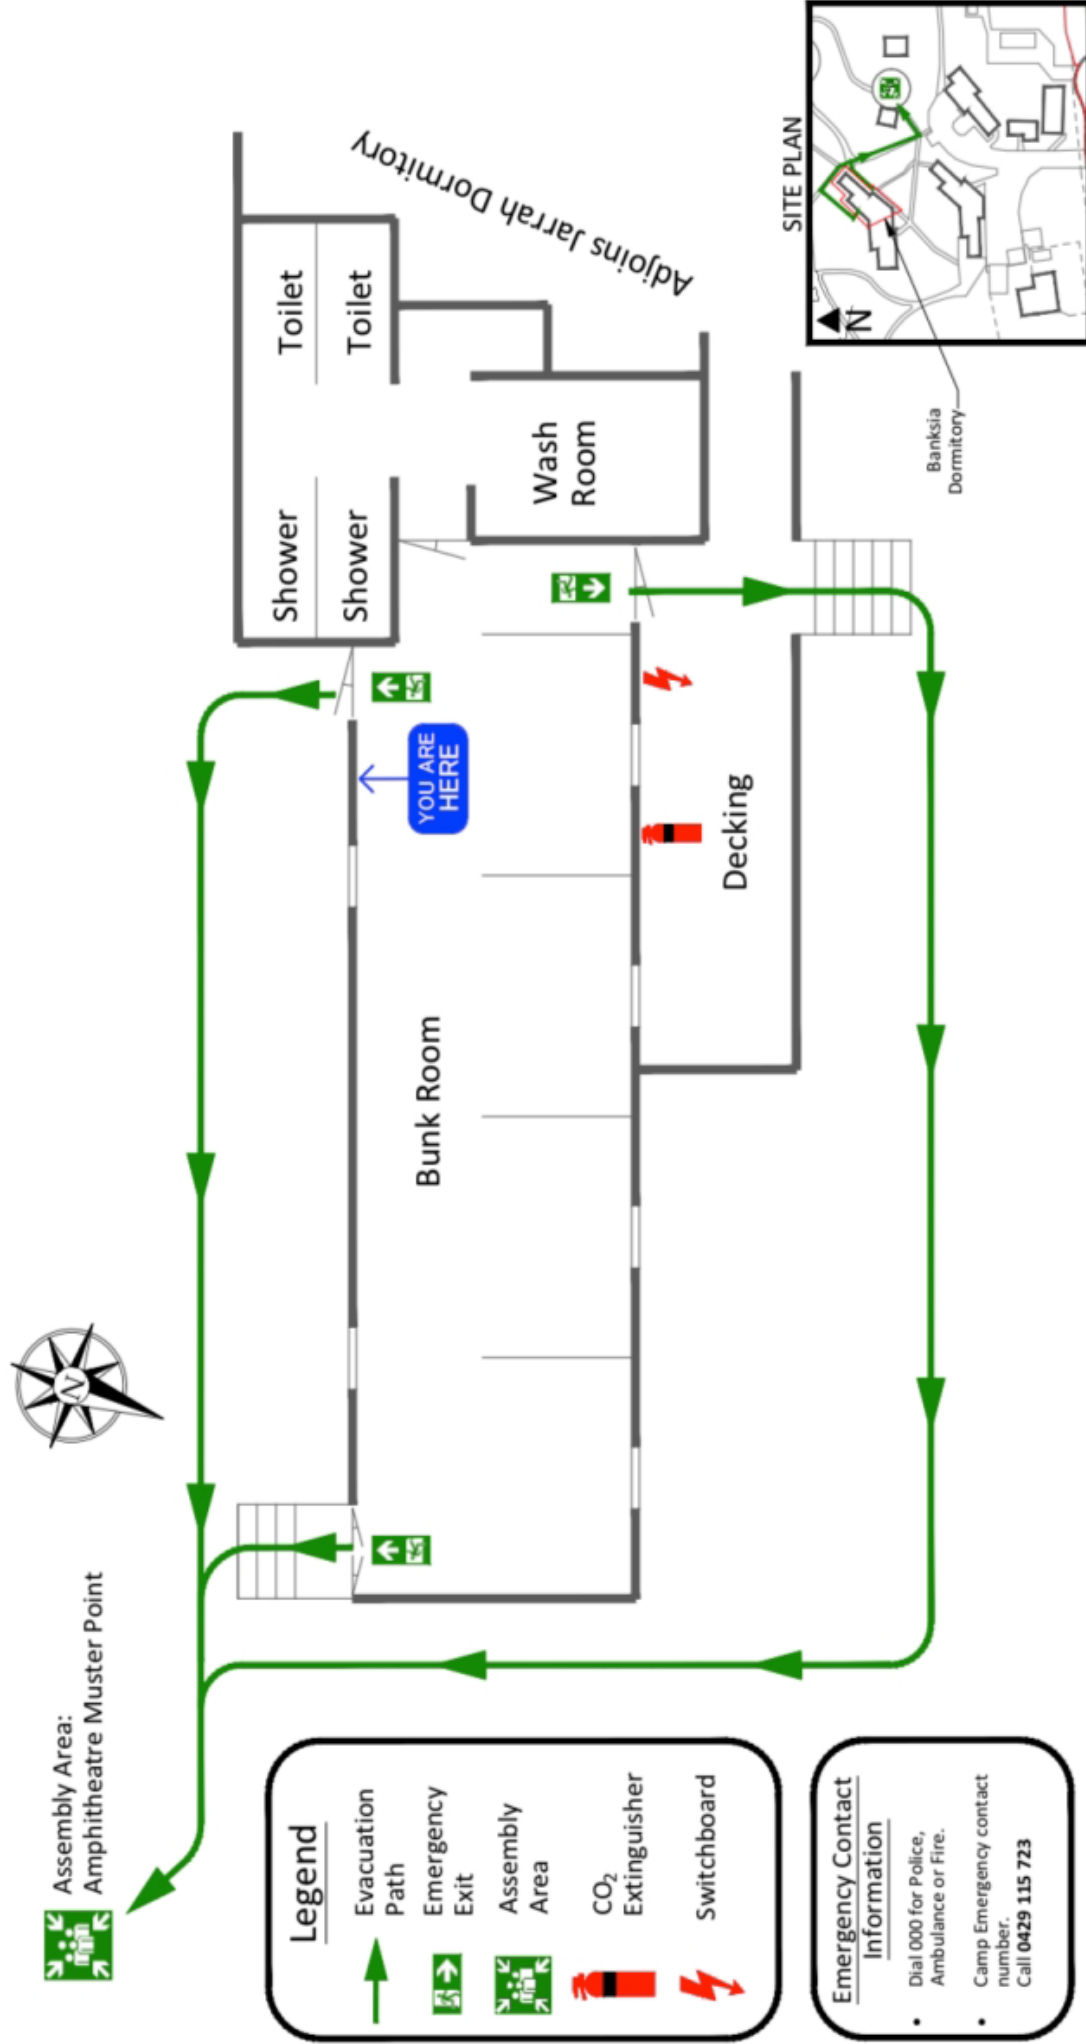 Assembly Area:
Amphitheatre Muster Point
N
Shower
Toilet
Shower
Toilet
YOU ARE
HERE
Bunk Room
Wash
Room
Adjoins Jarrah Dormitory
Decking
Legend
Evacuation
Path
Emergency
Exit
Assembly
Area
CO2
Extinguisher
Switchboard
Emergency Contact
Information
• Dial 000 for Police,
Ambulance or Fire.
• Camp Emergency contact
number.
Call 0429 115 723
SITE PLAN
N
Banksia
Dormitory